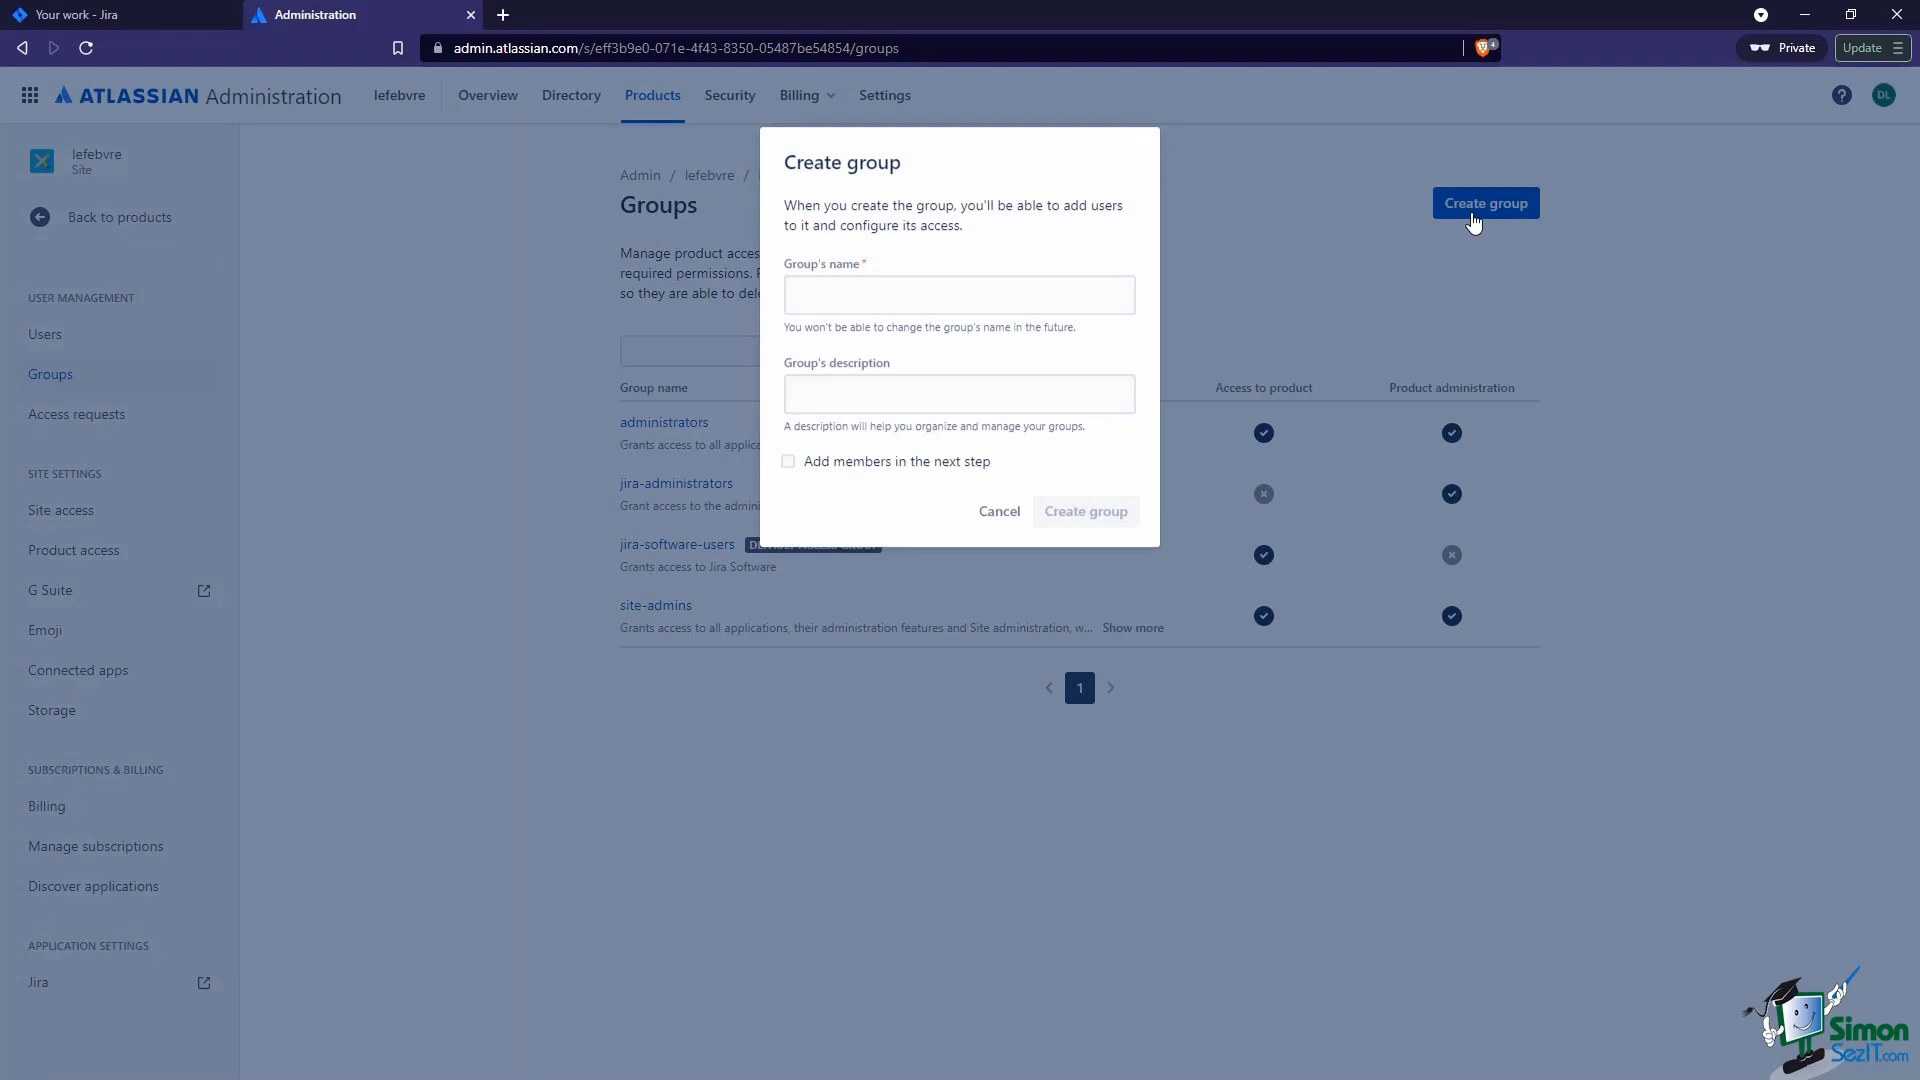 Your work - Jira
Administration
admin.atlassian.com/s/eff3b9e0-071e-4f43-8350-05487be54854/groups
4
Private
Update
ATLASSIAN Administration
lefebvre
Overview
Directory
Products
Security
Billing
Settings
?
DL
lefebvre
Site
Back to products
USER MANAGEMENT
Users
Groups
Access requests
SITE SETTINGS
Site access
Product access
G Suite
Emoji
Connected apps
Storage
SUBSCRIPTIONS & BILLING
Billing
Manage subscriptions
Discover applications
APPLICATION SETTINGS
Jira
Admin / lefebvre /
Groups
Create group
Manage product acces
required permissions.
so they are able to del
Group name
Access to product
Product administration
administrators
Grants access to all applica
jira-administrators
Grant access to the admini
jira-software-users
Grants access to Jira Software
site-admins
Grants access to all applications, their administration features and Site administration, w... Show more
1
Create group
When you create the group, you'll be able to add users
to it and configure its access.
Group's name *
You won't be able to change the group's name in the future.
Group's description
A description will help you organize and manage your groups.
Add members in the next step
Cancel
Create group
Simon
SezIT.com